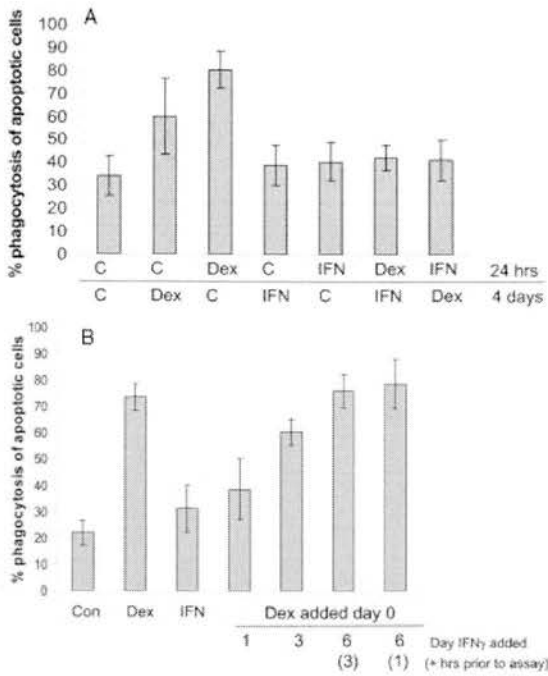 A
% phagocytosis of apoptotic cells
100
90
80
70
60
50
40
30
20
10
0
C C Dex C IFN Dex IFN 24 hrs
C Dex C IFN C IFN Dex 4 days
B
% phagocytosis of apoptotic cells
100
90
80
70
60
50
40
30
20
10
0
Con Dex IFN Dex added day 0
1 3 6 6 Day IFNγ added
(3) (1) (+ hrs prior to assay)